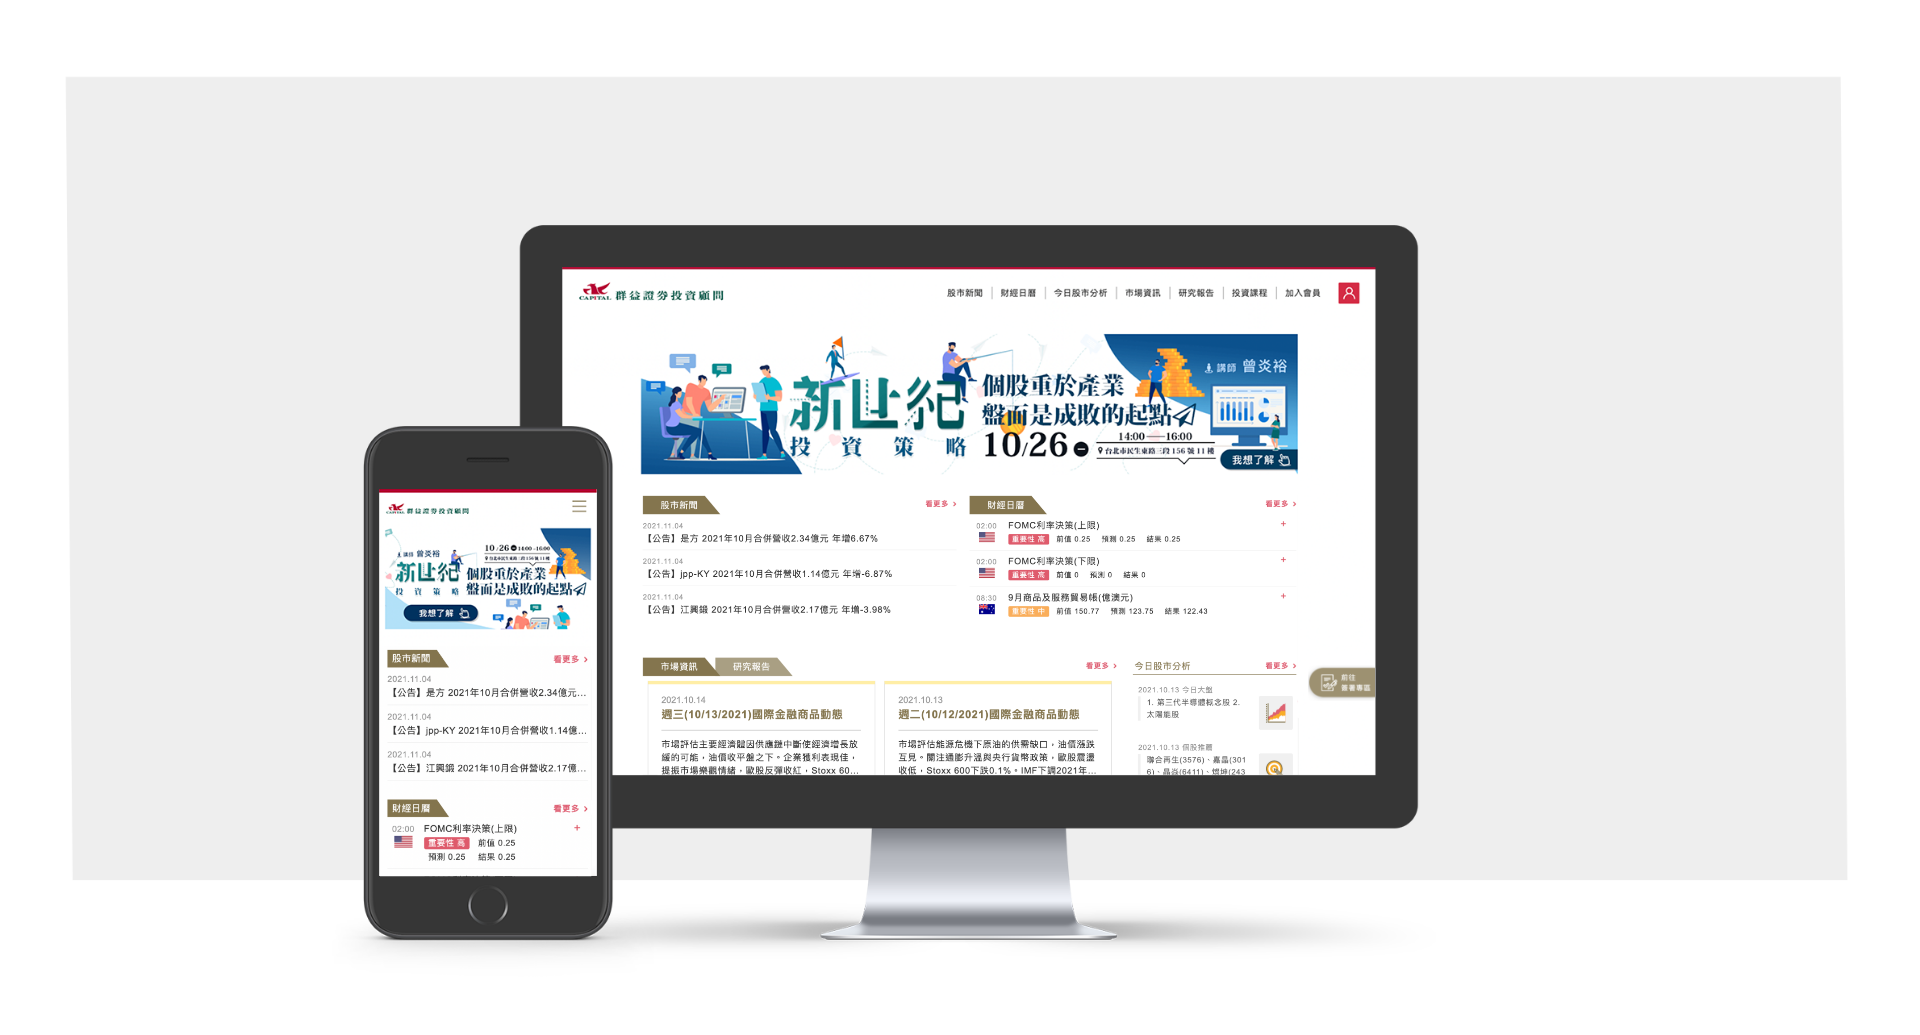 CAPITAL 群益證券投資顧問
股市新聞 財經日曆 今日股市分析 市場資訊 研究報告 投資課程 加入會員
新世紀
投資策略
個股重於產業
盤面是成敗的起點
10/26 14:00—16:00
台北市民生東路三段156號11樓
講師 曾炎裕
我想了解
股市新聞 看更多
2021.11.04
【公告】是方 2021年10月合併營收2.34億元 年增6.67%
2021.11.04
【公告】jpp-KY 2021年10月合併營收1.14億元 年增-6.87%
2021.11.04
【公告】江興鍛 2021年10月合併營收2.17億元 年增-3.98%
財經日曆 看更多
02:00 FOMC利率決策(上限) +
重要性 高 前值 0.25 預測 0.25 結果 0.25
02:00 FOMC利率決策(下限) +
重要性 高 前值 0 預測 0 結果 0
08:30 9月商品及服務貿易帳(億澳元) +
重要性 中 前值 150.77 預測 123.75 結果 122.43
市場資訊 研究報告 看更多
2021.10.14
週三(10/13/2021)國際金融商品動態
市場評估主要經濟體因供應鏈中斷使經濟增長放
緩的可能，油價收平盤之下。企業獲利表現佳，
提振市場樂觀情緒，歐股反彈收紅，Stoxx 60...
2021.10.13
週二(10/12/2021)國際金融商品動態
市場評估能源危機下原油的供需缺口，油價漲跌
互見。關注通膨升溫與央行貨幣政策，歐股震盪
收低，Stoxx 600下跌0.1%。IMF下調2021年...
今日股市分析 看更多
2021.10.13 今日大盤
1. 第三代半導體概念股 2.
太陽能股
2021.10.13 個股推薦
聯合再生(3576)、嘉晶(301
6)、晶焱(6411)、
前往
簽署專區
CAPITAL 群益證券投資顧問
講師 曾炎裕
10/26 14:00—16:00
台北市民生東路三段156號11樓
新世紀
投資策略
個股重於產業
盤面是成敗的起點
我想了解
股市新聞 看更多
2021.11.04
【公告】是方 2021年10月合併營收2.34億元...
2021.11.04
【公告】jpp-KY 2021年10月合併營收1.14億...
2021.11.04
【公告】江興鍛 2021年10月合併營收2.17億...
財經日曆 看更多
02:00 FOMC利率決策(上限) +
重要性 高 前值 0.25
預測 0.25 結果 0.25